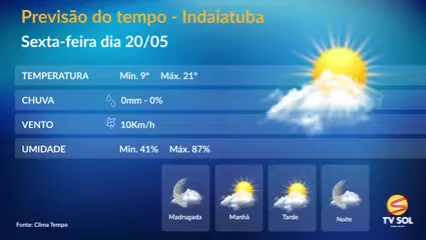 Previsão do tempo - Indaiatuba
Sexta-feira dia 20/05
TEMPERATURA Min. 9° Máx. 21°
CHUVA 0mm - 0%
VENTO 10Km/h
UMIDADE Min. 41% Máx. 87%
Madrugada Manhã Tarde Noite
Fonte: Clima Tempo
TV SOL